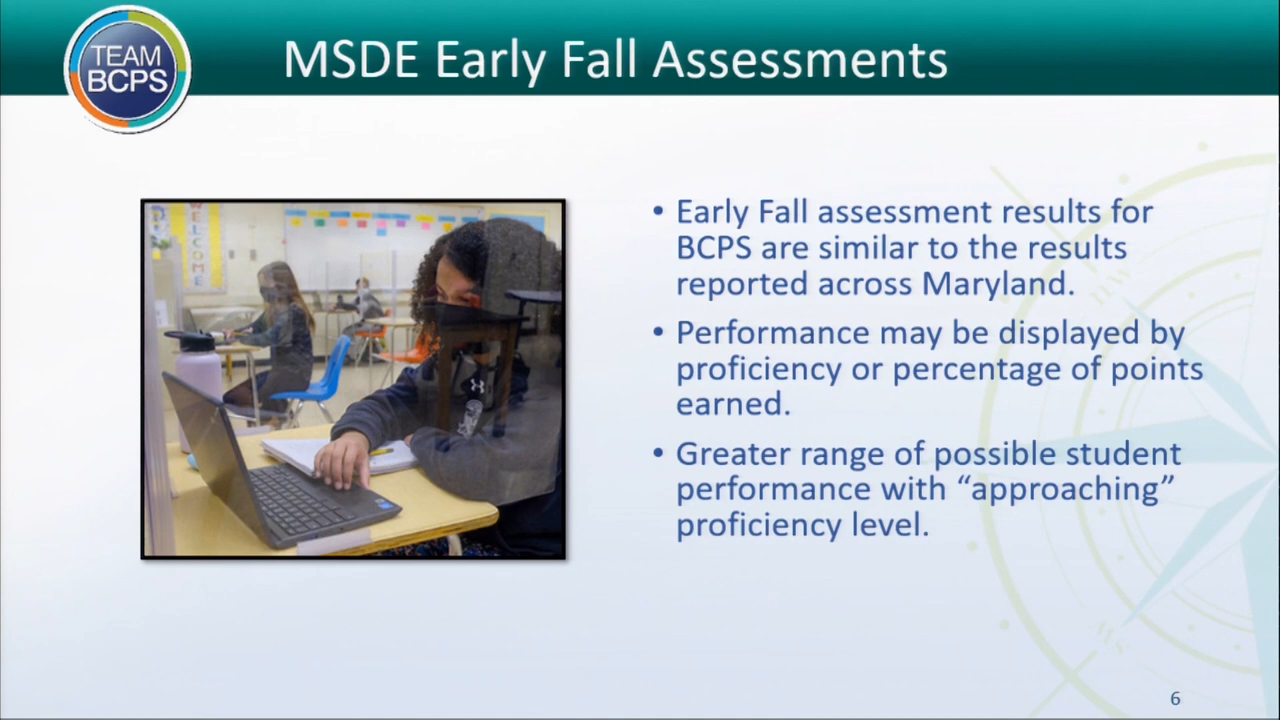 TEAM
BCPS
MSDE Early Fall Assessments
WELCOME
• Early Fall assessment results for
BCPS are similar to the results
reported across Maryland.
• Performance may be displayed by
proficiency or percentage of points
earned.
• Greater range of possible student
performance with “approaching”
proficiency level.
6